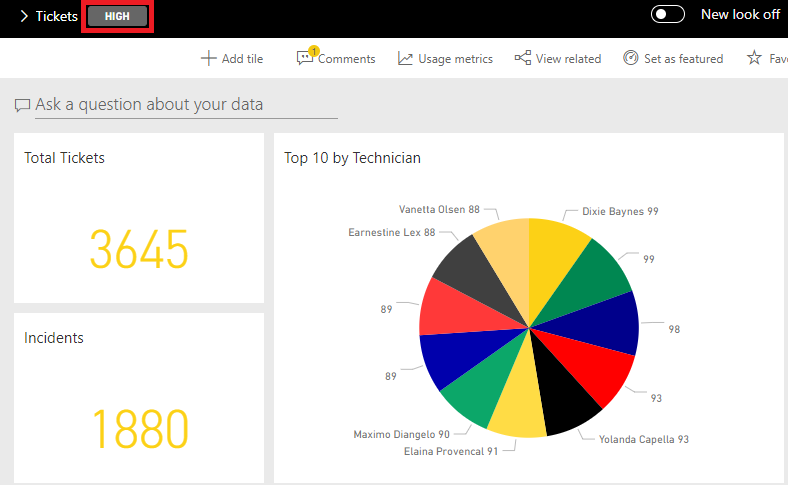 Tickets HIGH New look off
Add tile 1 Comments Usage metrics View related Set as featured Fav
Ask a question about your data
Total Tickets
3645
Incidents
1880
Top 10 by Technician
Vanetta Olsen 88
Dixie Baynes 99
Earnestine Lex 88
99
89
98
89
93
Maximo Diangelo 90
Yolanda Capella 93
Elaina Provencal 91